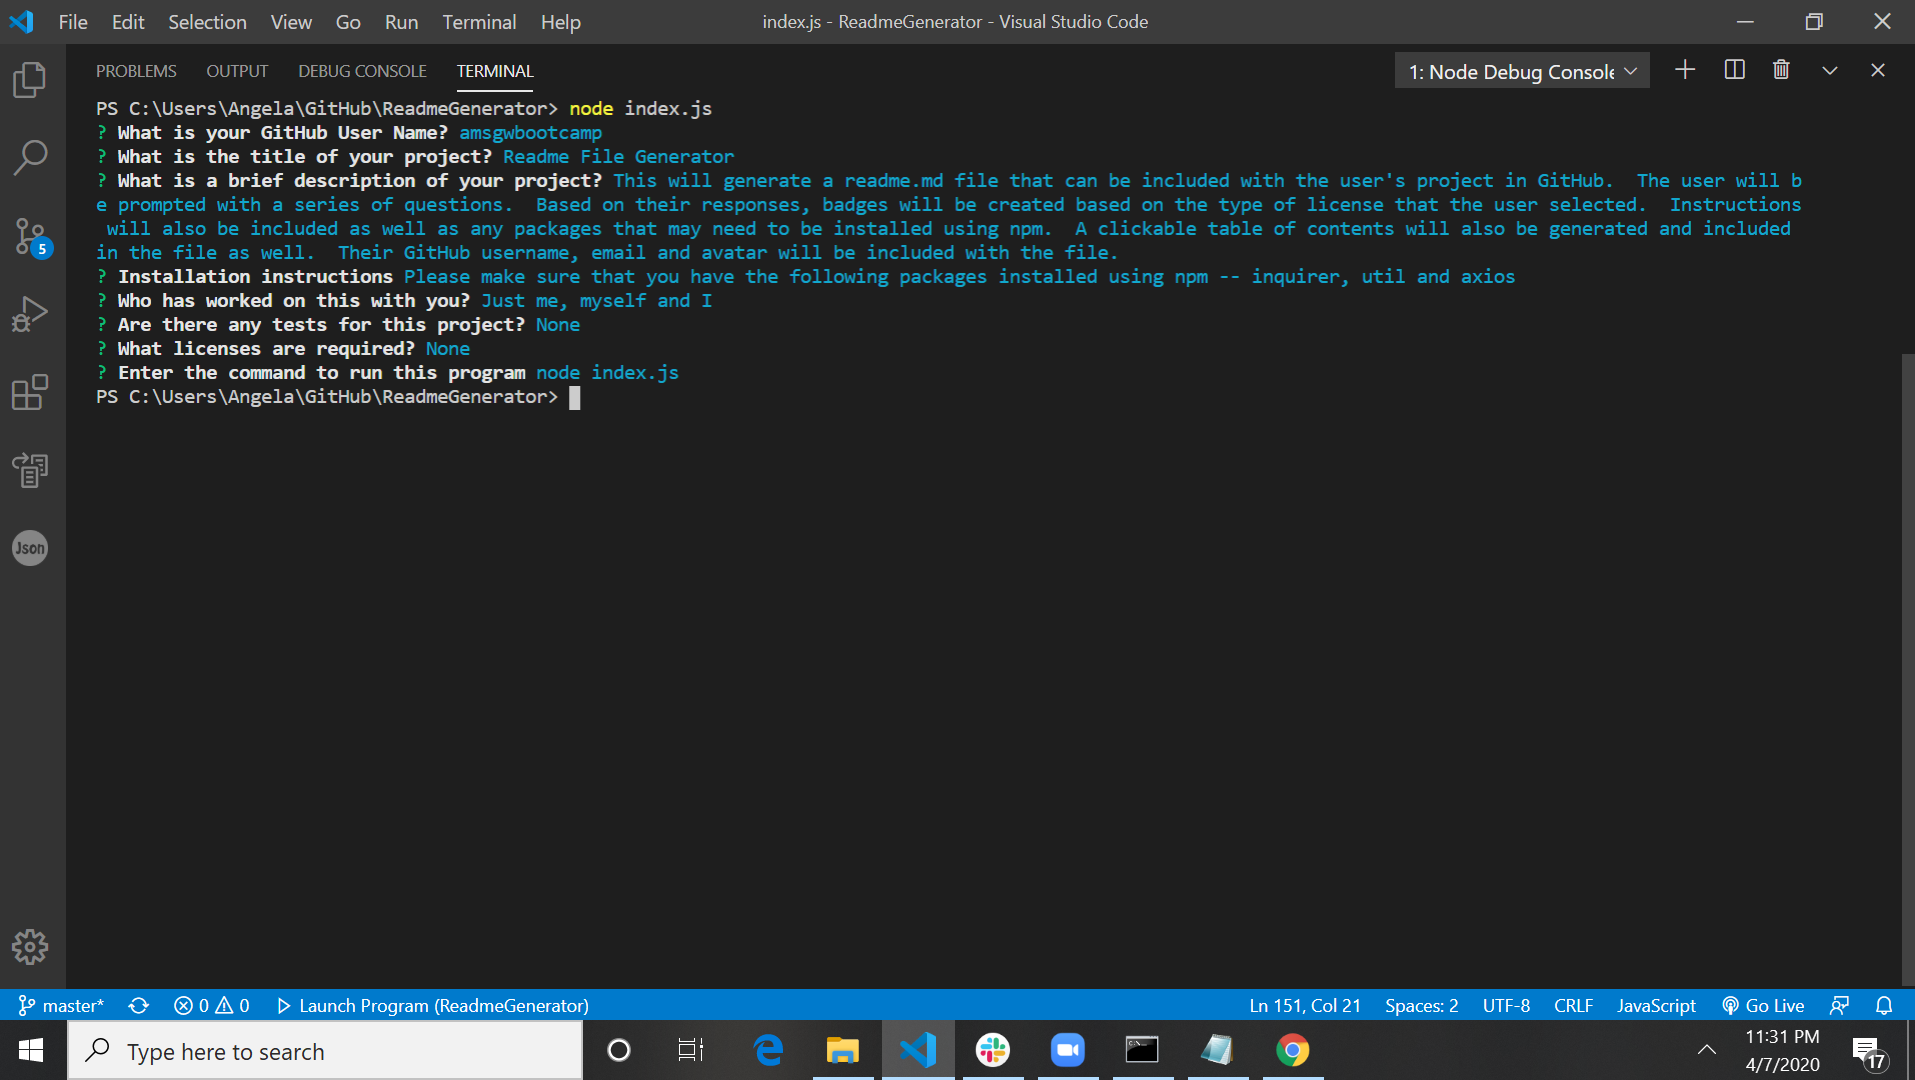 File Edit Selection View Go Run Terminal Help
index.js - ReadmeGenerator - Visual Studio Code
PROBLEMS OUTPUT DEBUG CONSOLE TERMINAL
1: Node Debug Console
PS C:\Users\Angela\GitHub\ReadmeGenerator> node index.js
? What is your GitHub User Name? amsgwbootcamp
? What is the title of your project? Readme File Generator
? What is a brief description of your project? This will generate a readme.md file that can be included with the user's project in GitHub.  The user will b
e prompted with a series of questions.  Based on their responses, badges will be created based on the type of license that the user selected.  Instructions
 will also be included as well as any packages that may need to be installed using npm.  A clickable table of contents will also be generated and included
in the file as well.  Their GitHub username, email and avatar will be included with the file.
? Installation instructions Please make sure that you have the following packages installed using npm -- inquirer, util and axios
? Who has worked on this with you? Just me, myself and I
? Are there any tests for this project? None
? What licenses are required? None
? Enter the command to run this program node index.js
PS C:\Users\Angela\GitHub\ReadmeGenerator>
5
Json
master* 0 0 Launch Program (ReadmeGenerator)
Ln 151, Col 21 Spaces: 2 UTF-8 CRLF JavaScript Go Live
Type here to search
11:31 PM
4/7/2020
17